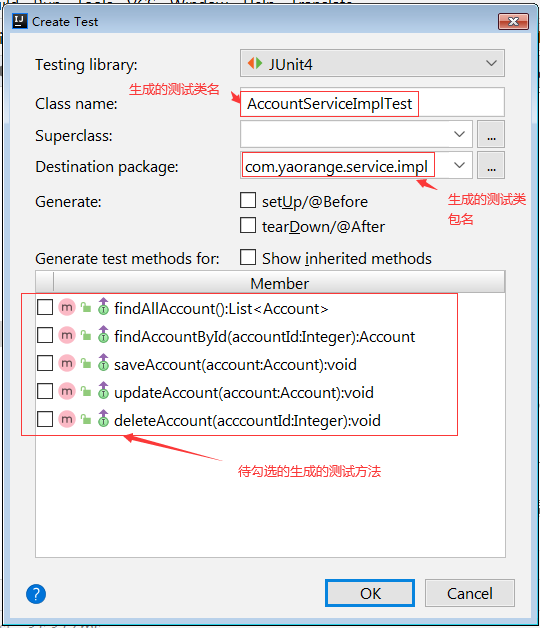 Create Test
Testing library:
JUnit4
生成的测试类名
Class name:
AccountServiceImplTest
Superclass:
...
Destination package:
com.yaorange.service.impl
...
生成的测试类
包名
Generate:
setUp/@Before
tearDown/@After
Generate test methods for:
Show inherited methods
Member
m findAllAccount():List<Account>
m findAccountById(accountId:Integer):Account
m saveAccount(account:Account):void
m updateAccount(account:Account):void
m deleteAccount(acccountId:Integer):void
待勾选的生成的测试方法
?
OK
Cancel